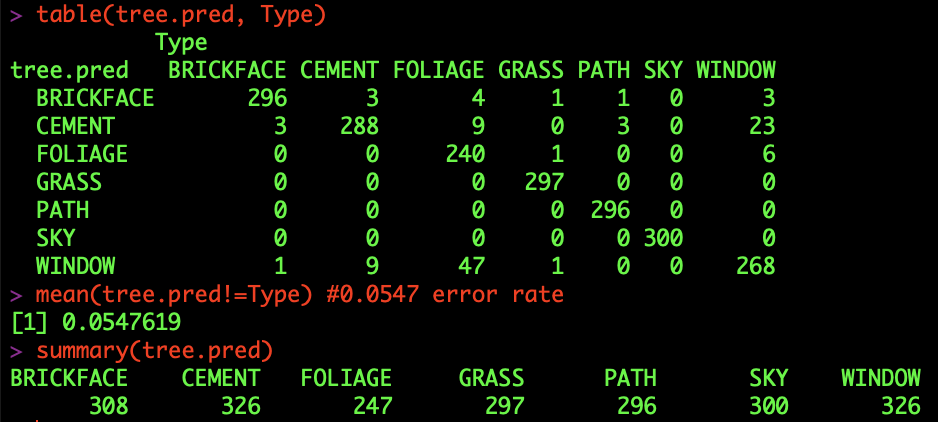 > table(tree.pred, Type)
Type
tree.pred BRICKFACE CEMENT FOLIAGE GRASS PATH SKY WINDOW
BRICKFACE 296 3 4 1 1 0 3
CEMENT 3 288 9 0 3 0 23
FOLIAGE 0 0 240 1 0 0 6
GRASS 0 0 0 297 0 0 0
PATH 0 0 0 0 296 0 0
SKY 0 0 0 0 0 300 0
WINDOW 1 9 47 1 0 0 268
> mean(tree.pred!=Type) #0.0547 error rate
[1] 0.0547619
> summary(tree.pred)
BRICKFACE CEMENT FOLIAGE GRASS PATH SKY WINDOW
308 326 247 297 296 300 326